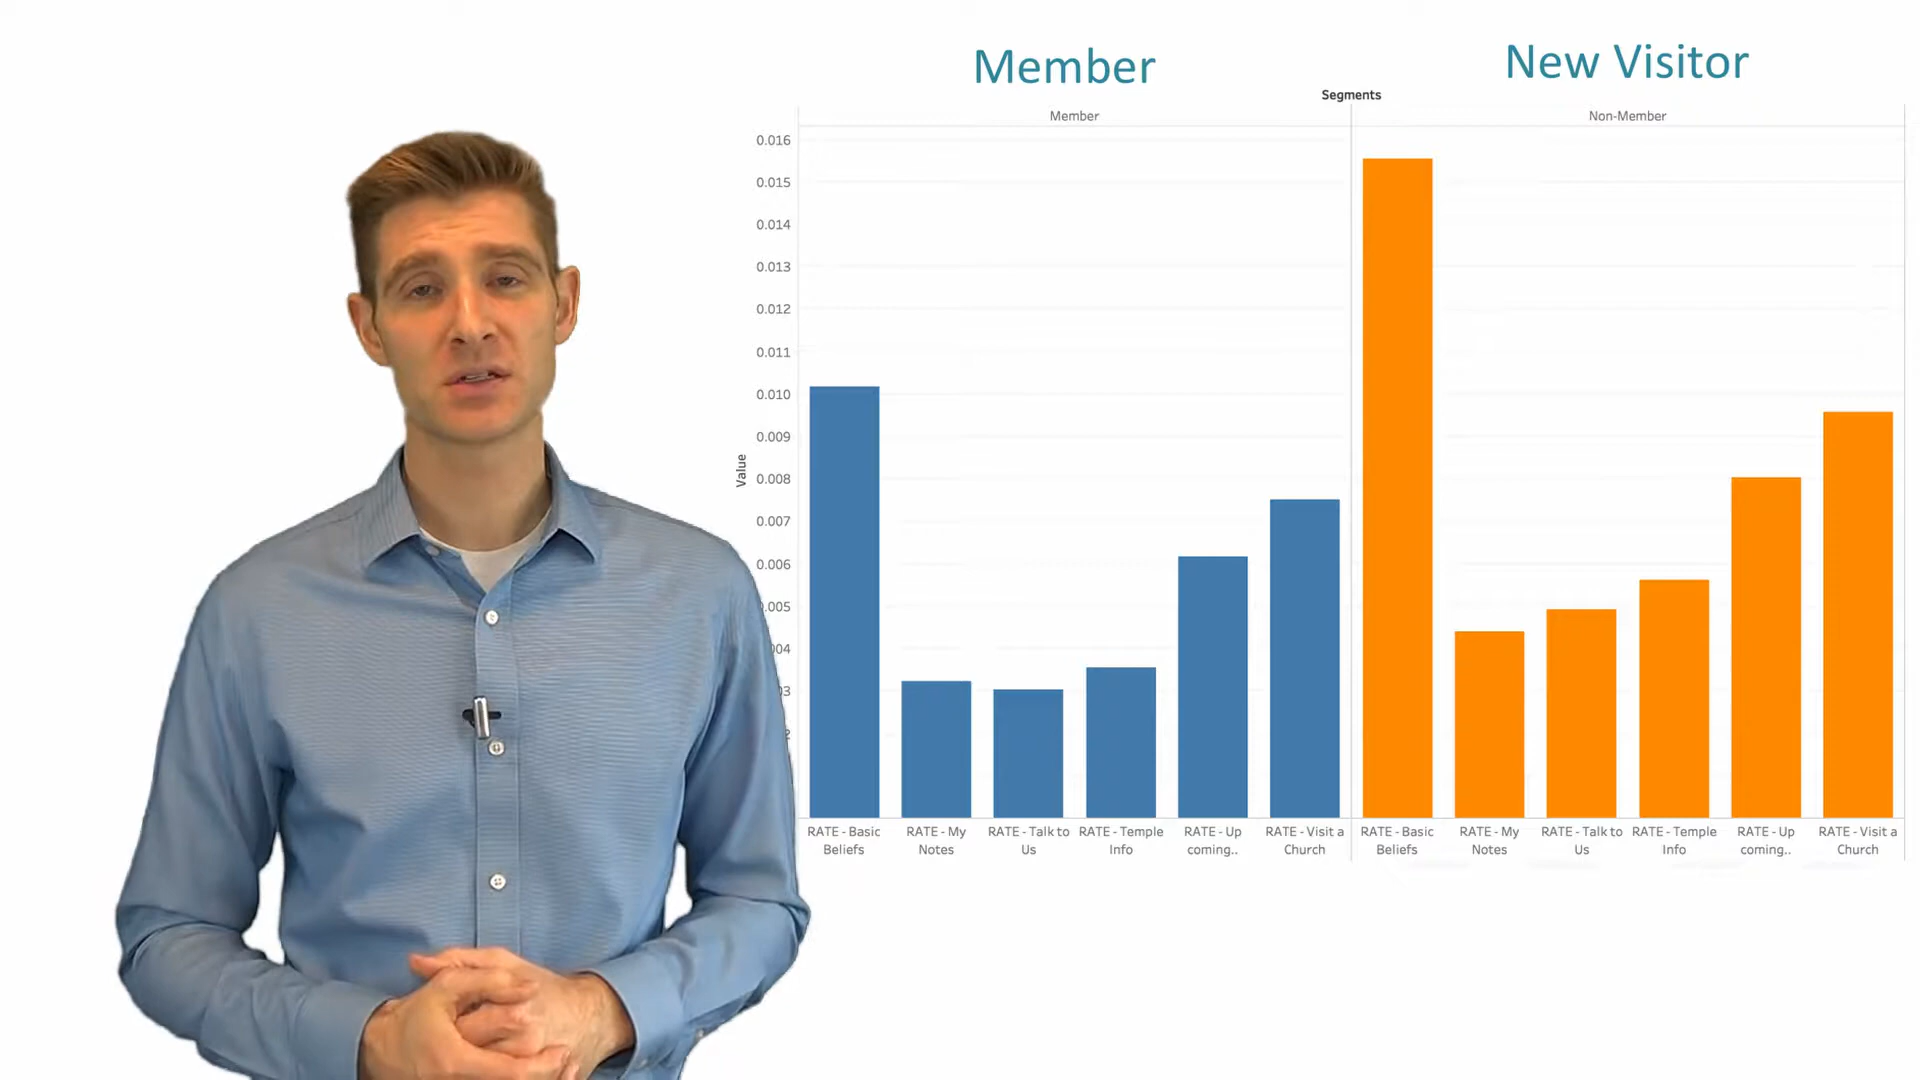 Member
New Visitor
Segments
Member
Non-Member
Value
0.016
0.015
0.014
0.013
0.012
0.011
0.010
0.009
0.008
0.007
0.006
.005
04
3
RATE - Basic
Beliefs
RATE - My
Notes
RATE - Talk to
Us
RATE - Temple
Info
RATE - Up
coming..
RATE - Visit a
Church
RATE - Basic
Beliefs
RATE - My
Notes
RATE - Talk to
Us
RATE - Temple
Info
RATE - Up
coming..
RATE - Visit a
Church